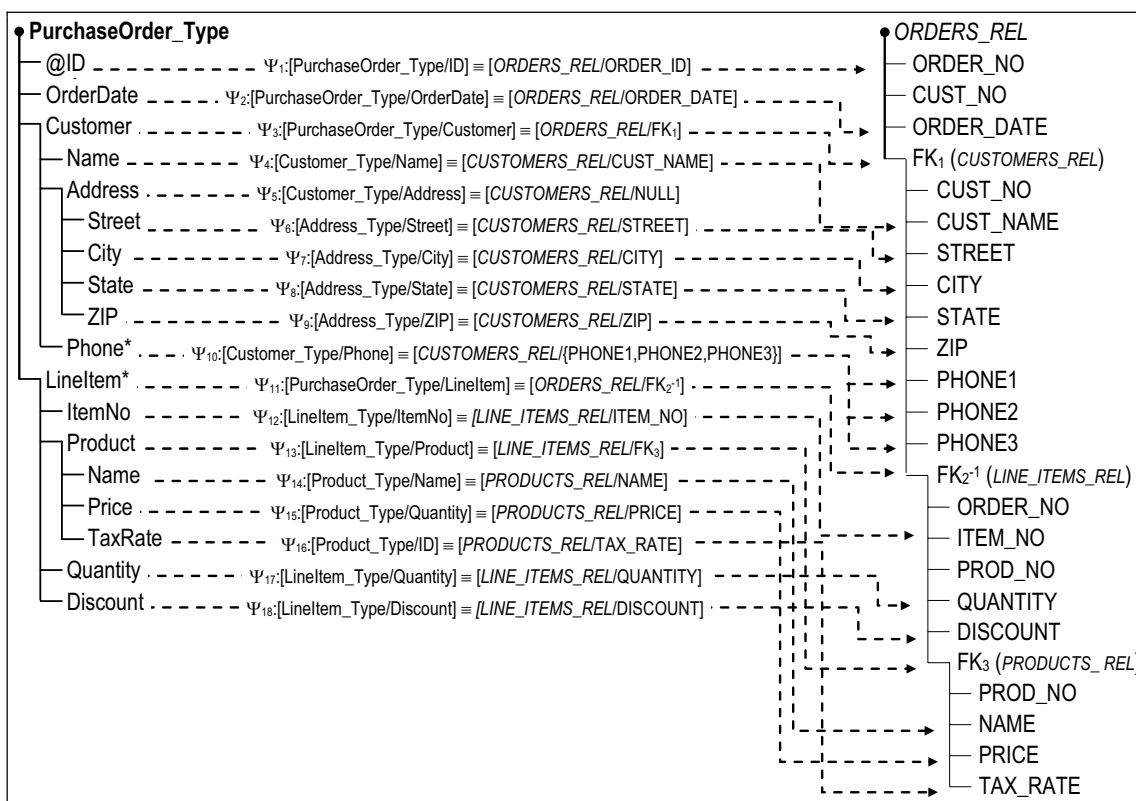 PurchaseOrder_Type
@ID Ψ1:[PurchaseOrder_Type/ID] ≡ [ORDERS_REL/ORDER_ID]
OrderDate Ψ2:[PurchaseOrder_Type/OrderDate] ≡ [ORDERS_REL/ORDER_DATE]
Customer Ψ3:[PurchaseOrder_Type/Customer] ≡ [ORDERS_REL/FK1]
Name Ψ4:[Customer_Type/Name] ≡ [CUSTOMERS_REL/CUST_NAME]
Address Ψ5:[Customer_Type/Address] ≡ [CUSTOMERS_REL/NULL]
Street Ψ6:[Address_Type/Street] ≡ [CUSTOMERS_REL/STREET]
City Ψ7:[Address_Type/City] ≡ [CUSTOMERS_REL/CITY]
State Ψ8:[Address_Type/State] ≡ [CUSTOMERS_REL/STATE]
ZIP Ψ9:[Address_Type/ZIP] ≡ [CUSTOMERS_REL/ZIP]
Phone* Ψ10:[Customer_Type/Phone] ≡ [CUSTOMERS_REL/{PHONE1,PHONE2,PHONE3}]
LineItem* Ψ11:[PurchaseOrder_Type/LineItem] ≡ [ORDERS_REL/FK2-1]
ItemNo Ψ12:[LineItem_Type/ItemNo] ≡ [LINE_ITEMS_REL/ITEM_NO]
Product Ψ13:[LineItem_Type/Product] ≡ [LINE_ITEMS_REL/FK3]
Name Ψ14:[Product_Type/Name] ≡ [PRODUCTS_REL/NAME]
Price Ψ15:[Product_Type/Quantity] ≡ [PRODUCTS_REL/PRICE]
TaxRate Ψ16:[Product_Type/ID] ≡ [PRODUCTS_REL/TAX_RATE]
Quantity Ψ17:[LineItem_Type/Quantity] ≡ [LINE_ITEMS_REL/QUANTITY]
Discount Ψ18:[LineItem_Type/Discount] ≡ [LINE_ITEMS_REL/DISCOUNT]
ORDERS_REL
ORDER_NO
CUST_NO
ORDER_DATE
FK1 (CUSTOMERS_REL)
CUST_NO
CUST_NAME
STREET
CITY
STATE
ZIP
PHONE1
PHONE2
PHONE3
FK2-1 (LINE_ITEMS_REL)
ORDER_NO
ITEM_NO
PROD_NO
QUANTITY
DISCOUNT
FK3 (PRODUCTS_ REL)
PROD_NO
NAME
PRICE
TAX_RATE